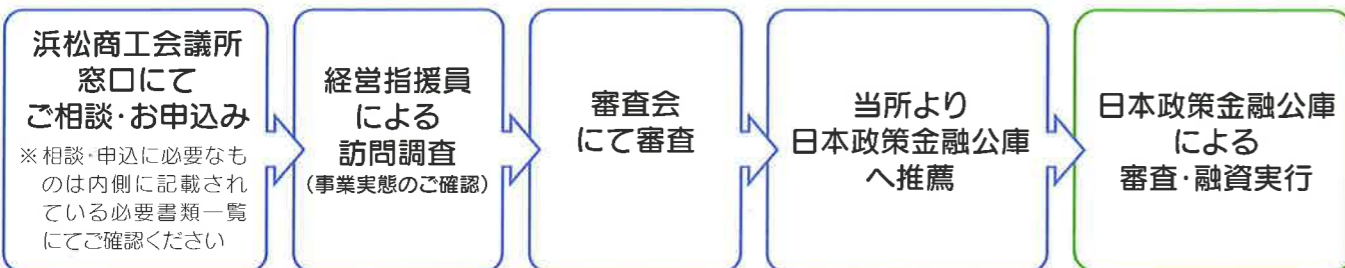 浜松商工会議所
窓口にて
ご相談・お申込み
※相談・申込に必要なも
のは内側に記載され
ている必要書類一覧
にてご確認ください
経営指援員
による
訪問調査
(事業実態のご確認)
審査会
にて審査
当所より
日本政策金融公庫
へ推薦
日本政策金融公庫
による
審査・融資実行